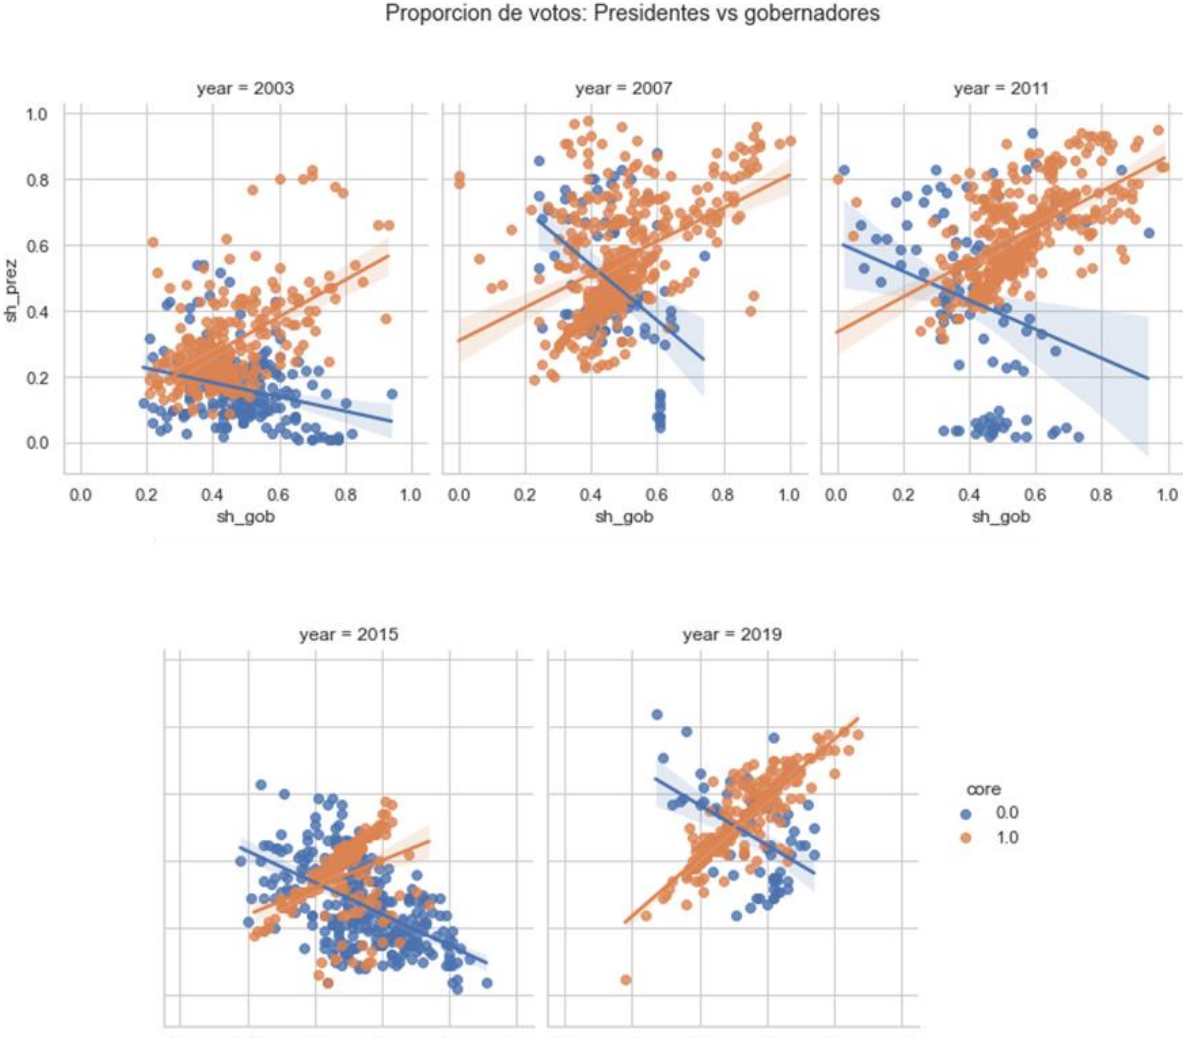 Proporcion de votos: Presidentes vs gobernadores
year = 2003
year = 2007
year = 2011
1.0
0.8
0.6
0.4
0.2
0.0
sh_prez
0.0 0.2 0.4 0.6 0.8 1.0
0.0 0.2 0.4 0.6 0.8 1.0
0.0 0.2 0.4 0.6 0.8 1.0
sh_gob
sh_gob
sh_gob
year = 2015
year = 2019
core
0.0
1.0